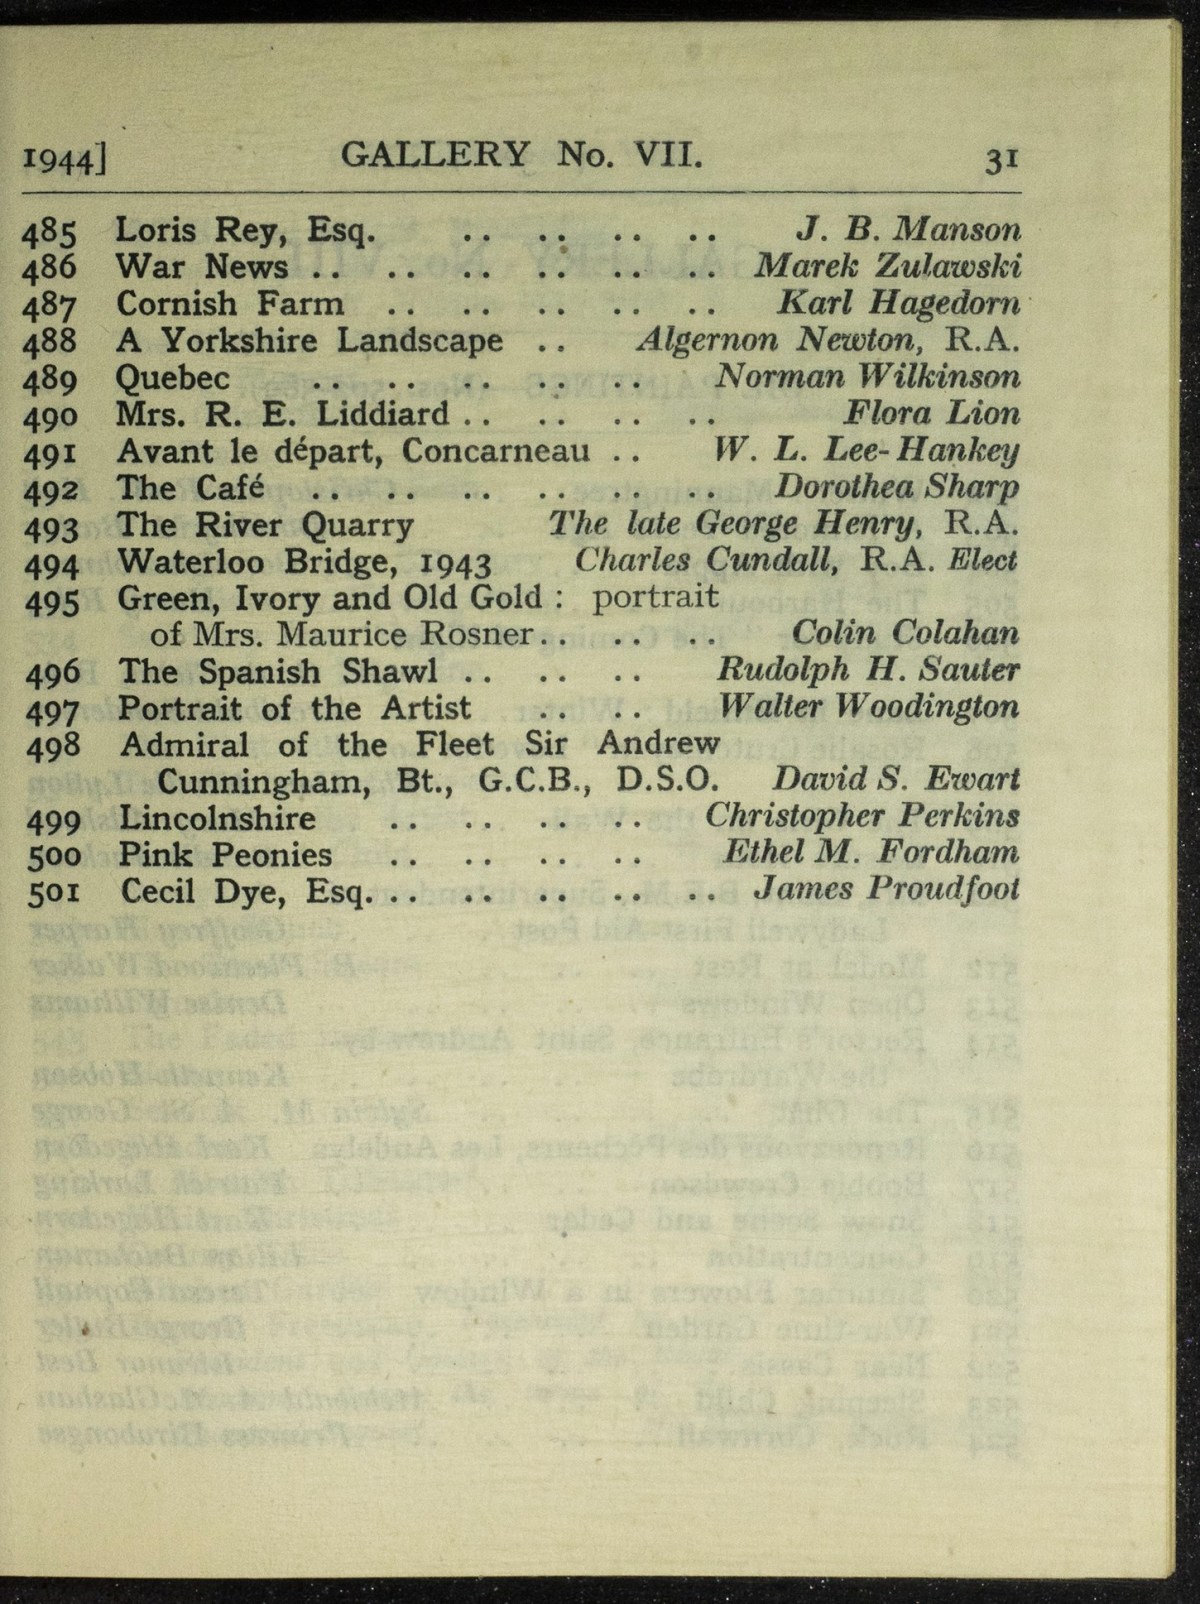 1944] GALLERY No. VII. 31
485 Loris Rey, Esq. .. .. .. .. J. B. Manson
486 War News .. .. .. .. .. .. Marek Zulawski
487 Cornish Farm .. .. .. .. .. Karl Hagedorn
488 A Yorkshire Landscape .. Algernon Newton, R.A.
489 Quebec .. .. .. .. .. Norman Wilkinson
490 Mrs. R. E. Liddiard .. .. .. .. Flora Lion
491 Avant le départ, Concarneau .. W. L. Lee-Hankey
492 The Café .. .. .. .. .. .. Dorothea Sharp
493 The River Quarry The late George Henry, R.A.
494 Waterloo Bridge, 1943 Charles Cundall, R.A. Elect
495 Green, Ivory and Old Gold : portrait
of Mrs. Maurice Rosner .. .. .. Colin Colahan
496 The Spanish Shawl .. .. .. Rudolph H. Sauter
497 Portrait of the Artist .. .. Walter Woodington
498 Admiral of the Fleet Sir Andrew
Cunningham, Bt., G.C.B., D.S.O. David S. Ewart
499 Lincolnshire .. .. .. .. Christopher Perkins
500 Pink Peonies .. .. .. .. Ethel M. Fordham
501 Cecil Dye, Esq. .. .. .. .. .. James Proudfoot